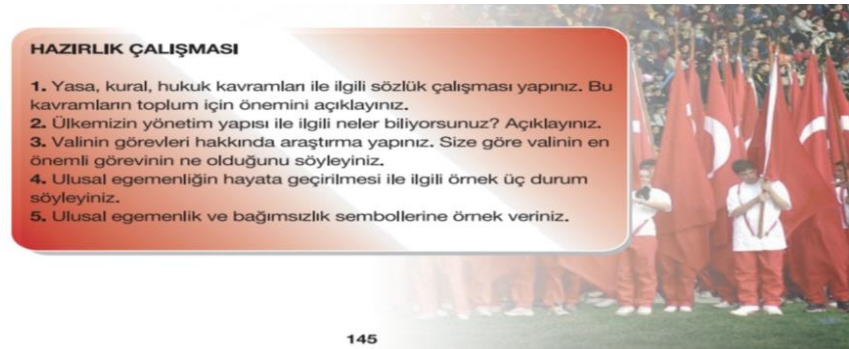 HAZIRLIK ÇALIŞMASI
1. Yasa, kural, hukuk kavramları ile ilgili sözlük çalışması yapınız. Bu
kavramların toplum için önemini açıklayınız.
2. Ülkemizin yönetim yapısı ile ilgili neler biliyorsunuz? Açıklayınız.
3. Valinin görevleri hakkında araştırma yapınız. Size göre valinin en
önemli görevinin ne olduğunu söyleyiniz.
4. Ulusal egemenliğin hayata geçirilmesi ile ilgili örnek üç durum
söyleyiniz.
5. Ulusal egemenlik ve bağımsızlık sembollerine örnek veriniz.
145